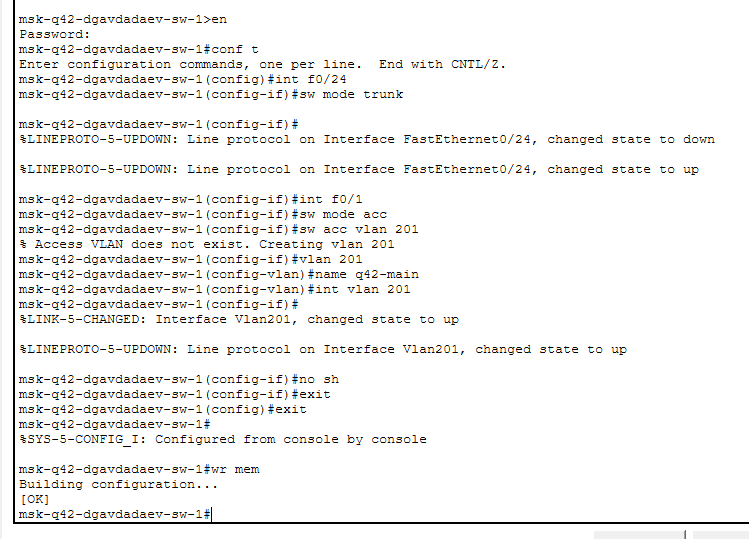 msk-q42-dgavdadaev-sw-1>en
Password:
msk-q42-dgavdadaev-sw-1#conf t
Enter configuration commands, one per line.  End with CNTL/Z.
msk-q42-dgavdadaev-sw-1(config)#int f0/24
msk-q42-dgavdadaev-sw-1(config-if)#sw mode trunk
msk-q42-dgavdadaev-sw-1(config-if)#
%LINEPROTO-5-UPDOWN: Line protocol on Interface FastEthernet0/24, changed state to down
%LINEPROTO-5-UPDOWN: Line protocol on Interface FastEthernet0/24, changed state to up
msk-q42-dgavdadaev-sw-1(config-if)#int f0/1
msk-q42-dgavdadaev-sw-1(config-if)#sw mode acc
msk-q42-dgavdadaev-sw-1(config-if)#sw acc vlan 201
% Access VLAN does not exist. Creating vlan 201
msk-q42-dgavdadaev-sw-1(config-if)#vlan 201
msk-q42-dgavdadaev-sw-1(config-vlan)#name q42-main
msk-q42-dgavdadaev-sw-1(config-vlan)#int vlan 201
msk-q42-dgavdadaev-sw-1(config-if)#
%LINK-5-CHANGED: Interface Vlan201, changed state to up
%LINEPROTO-5-UPDOWN: Line protocol on Interface Vlan201, changed state to up
msk-q42-dgavdadaev-sw-1(config-if)#no sh
msk-q42-dgavdadaev-sw-1(config-if)#exit
msk-q42-dgavdadaev-sw-1(config)#exit
msk-q42-dgavdadaev-sw-1#
%SYS-5-CONFIG_I: Configured from console by console
msk-q42-dgavdadaev-sw-1#wr mem
Building configuration...
[OK]
msk-q42-dgavdadaev-sw-1#